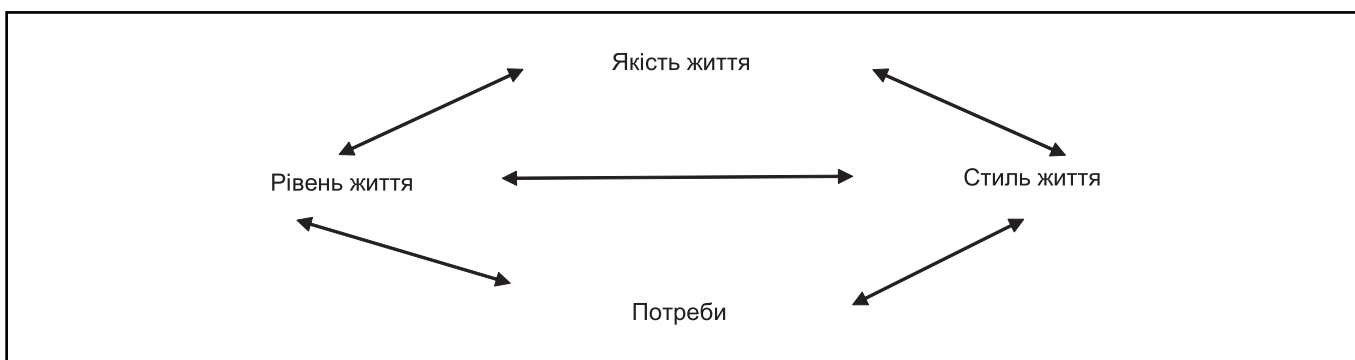 Якість життя
Рівень життя
Стиль життя
Потреби